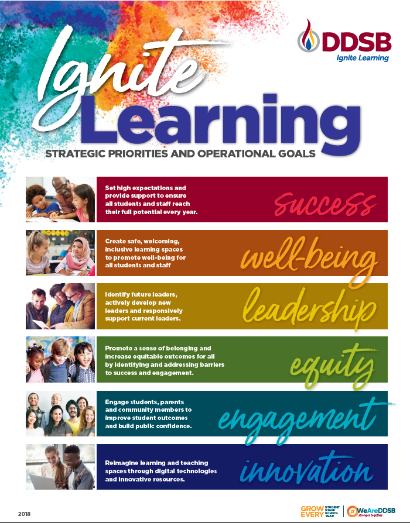 DDSB
Ignite Learning
Ignite
Learning
STRATEGIC PRIORITIES AND OPERATIONAL GOALS
Set high expectations and
provide support to ensure
all students and staff reach
their full potential every year.
success
Create safe, welcoming,
inclusive learning spaces
to promote well-being for
all students and staff
well-being
Identify future leaders,
actively develop new
leaders and responsively
support current leaders.
leadership
Promote a sense of belonging and
increase equitable outcomes for all
by identifying and addressing barriers
to success and engagement.
equity
Engage students, parents
and community members to
improve student outcomes
and build public confidence.
engagement
Reimagine learning and teaching
spaces through digital technologies
and innovative resources.
innovation
2018
GROW
EVERY
WeAreDDSB